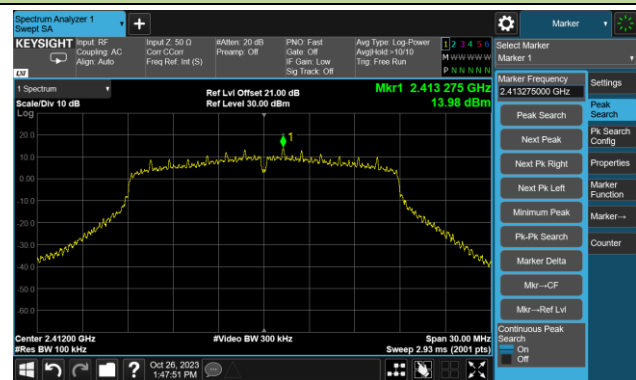 Spectrum Analyzer 1
Swept SA
Marker
KEYSIGHT
Input: RF
Coupling: AC
Align: Auto
Input Z: 50 Ω
Corr CCorr
Freq Ref: Int (S)
#Atten: 20 dB
Preamp: Off
PNO: Fast
Gate: Off
IF Gain: Low
Sig Track: Off
Avg Type: Log-Power
Avg|Hold:>10/10
Trig: Free Run
1 2 3 4 5 6
M W W W W W
P N N N N N
LXI
Select Marker
Marker 1
1 Spectrum
Scale/Div 10 dB
Log
Ref Lvl Offset 21.00 dB
Ref Level 30.00 dBm
Mkr1 2.413 275 GHz
13.98 dBm
20.0
10.0
0.00
-10.0
-20.0
-30.0
-40.0
-50.0
-60.0
1
Center 2.41200 GHz
#Res BW 100 kHz
#Video BW 300 kHz
Span 30.00 MHz
Sweep 2.93 ms (2001 pts)
Marker Frequency
2.413275000 GHz
Peak Search
Next Peak
Next Pk Right
Next Pk Left
Minimum Peak
Pk-Pk Search
Marker Delta
Mkr→CF
Mkr→Ref Lvl
Continuous Peak
Search
On
Off
Settings
Peak
Search
Pk Search
Config
Properties
Marker
Function
Marker→
Counter
Oct 26, 2023
1:47:51 PM